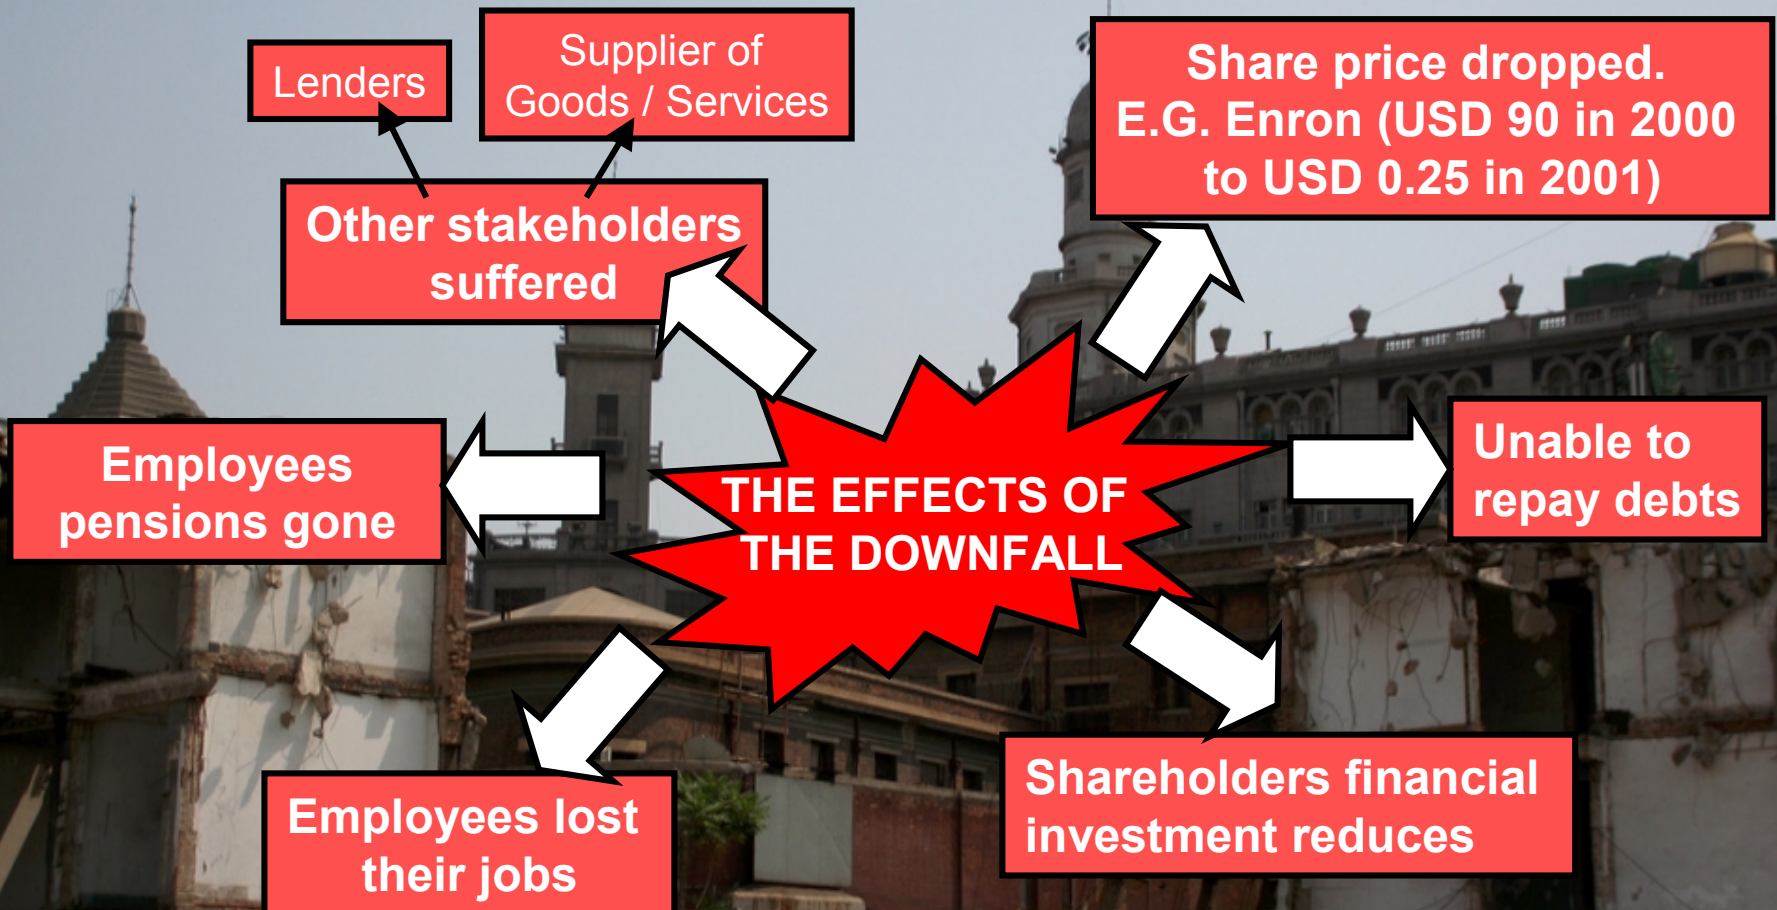 Lenders
Supplier of
Goods / Services
Share price dropped.
E.G. Enron (USD 90 in 2000
to USD 0.25 in 2001)
Other stakeholders
suffered
Employees
pensions gone
THE EFFECTS OF
THE DOWNFALL
Unable to
repay debts
Employees lost
their jobs
Shareholders financial
investment reduces